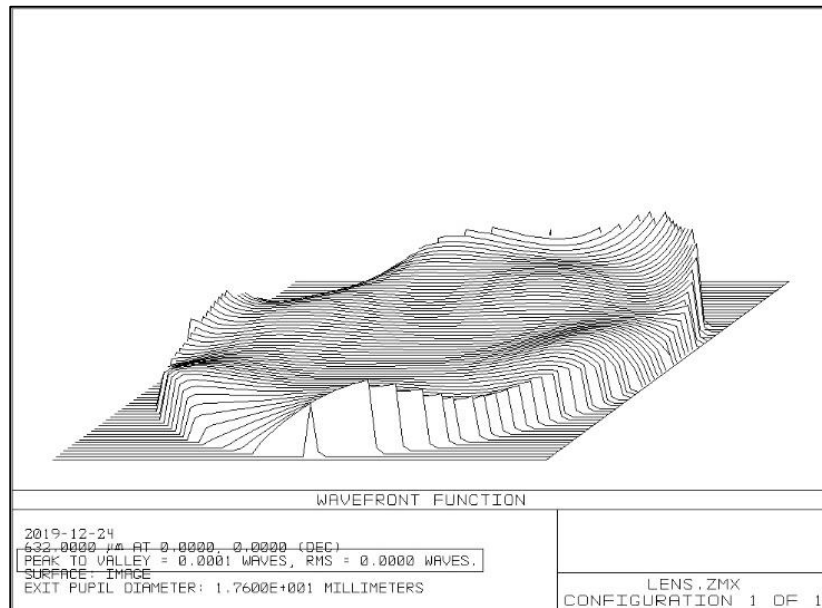 WAVEFRONT FUNCTION
2019-12-24
632.0000 µm AT 0.0000, 0.0000 (DEG)
PEAK TO VALLEY = 0.0001 WAVES, RMS = 0.0000 WAVES.
SURFACE: IMAGE
EXIT PUPIL DIAMETER: 1.7600E+001 MILLIMETERS
LENS.ZMX
CONFIGURATION 1 OF 1